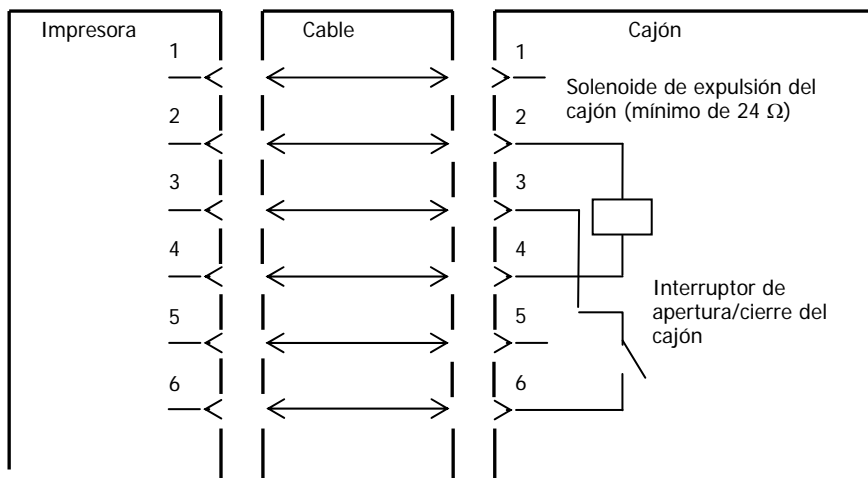 Impresora
Cable
Cajón
1
2
3
4
5
6
1
2
3
4
5
6
Solenoide de expulsión del
cajón (mínimo de 24 Ω)
Interruptor de
apertura/cierre del
cajón